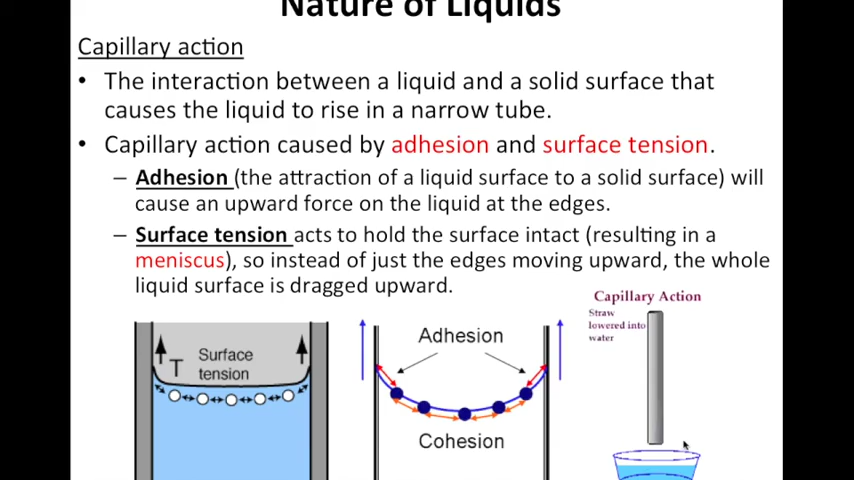 Nature of Liquids
Capillary action
• The interaction between a liquid and a solid surface that
causes the liquid to rise in a narrow tube.
• Capillary action caused by adhesion and surface tension.
– Adhesion (the attraction of a liquid surface to a solid surface) will
cause an upward force on the liquid at the edges.
– Surface tension acts to hold the surface intact (resulting in a
meniscus), so instead of just the edges moving upward, the whole
liquid surface is dragged upward.
T
Surface
tension
Adhesion
Cohesion
Capillary Action
Straw
lowered into
water